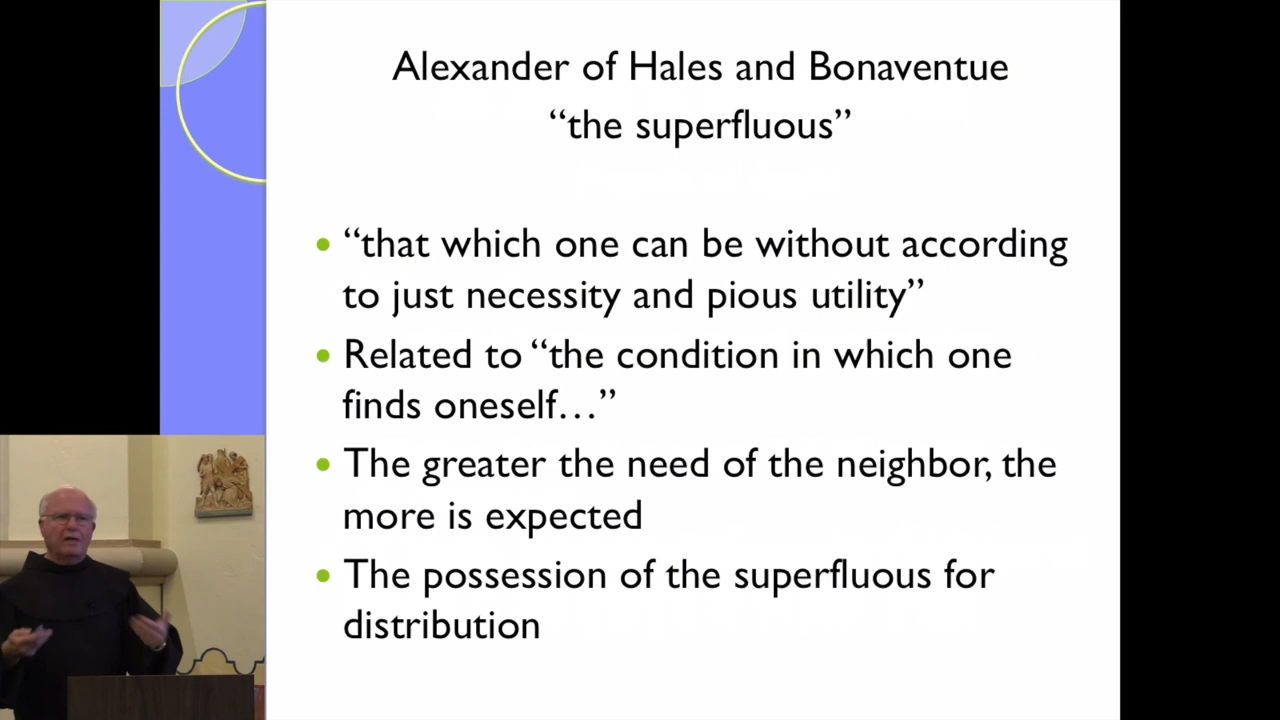 Alexander of Hales and Bonaventue
“the superfluous”
• “that which one can be without according
to just necessity and pious utility”
• Related to “the condition in which one
finds oneself…”
• The greater the need of the neighbor, the
more is expected
• The possession of the superfluous for
distribution